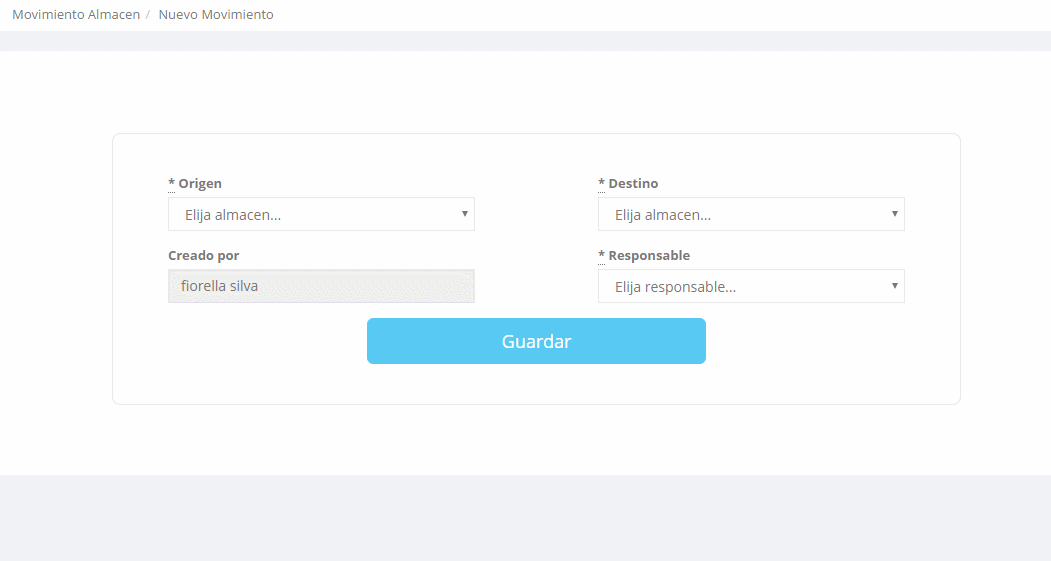 Movimiento Almacen / Nuevo Movimiento
* Origen
* Destino
Elija almacen...
Elija almacen...
Creado por
* Responsable
fiorella silva
Elija responsable...
Guardar